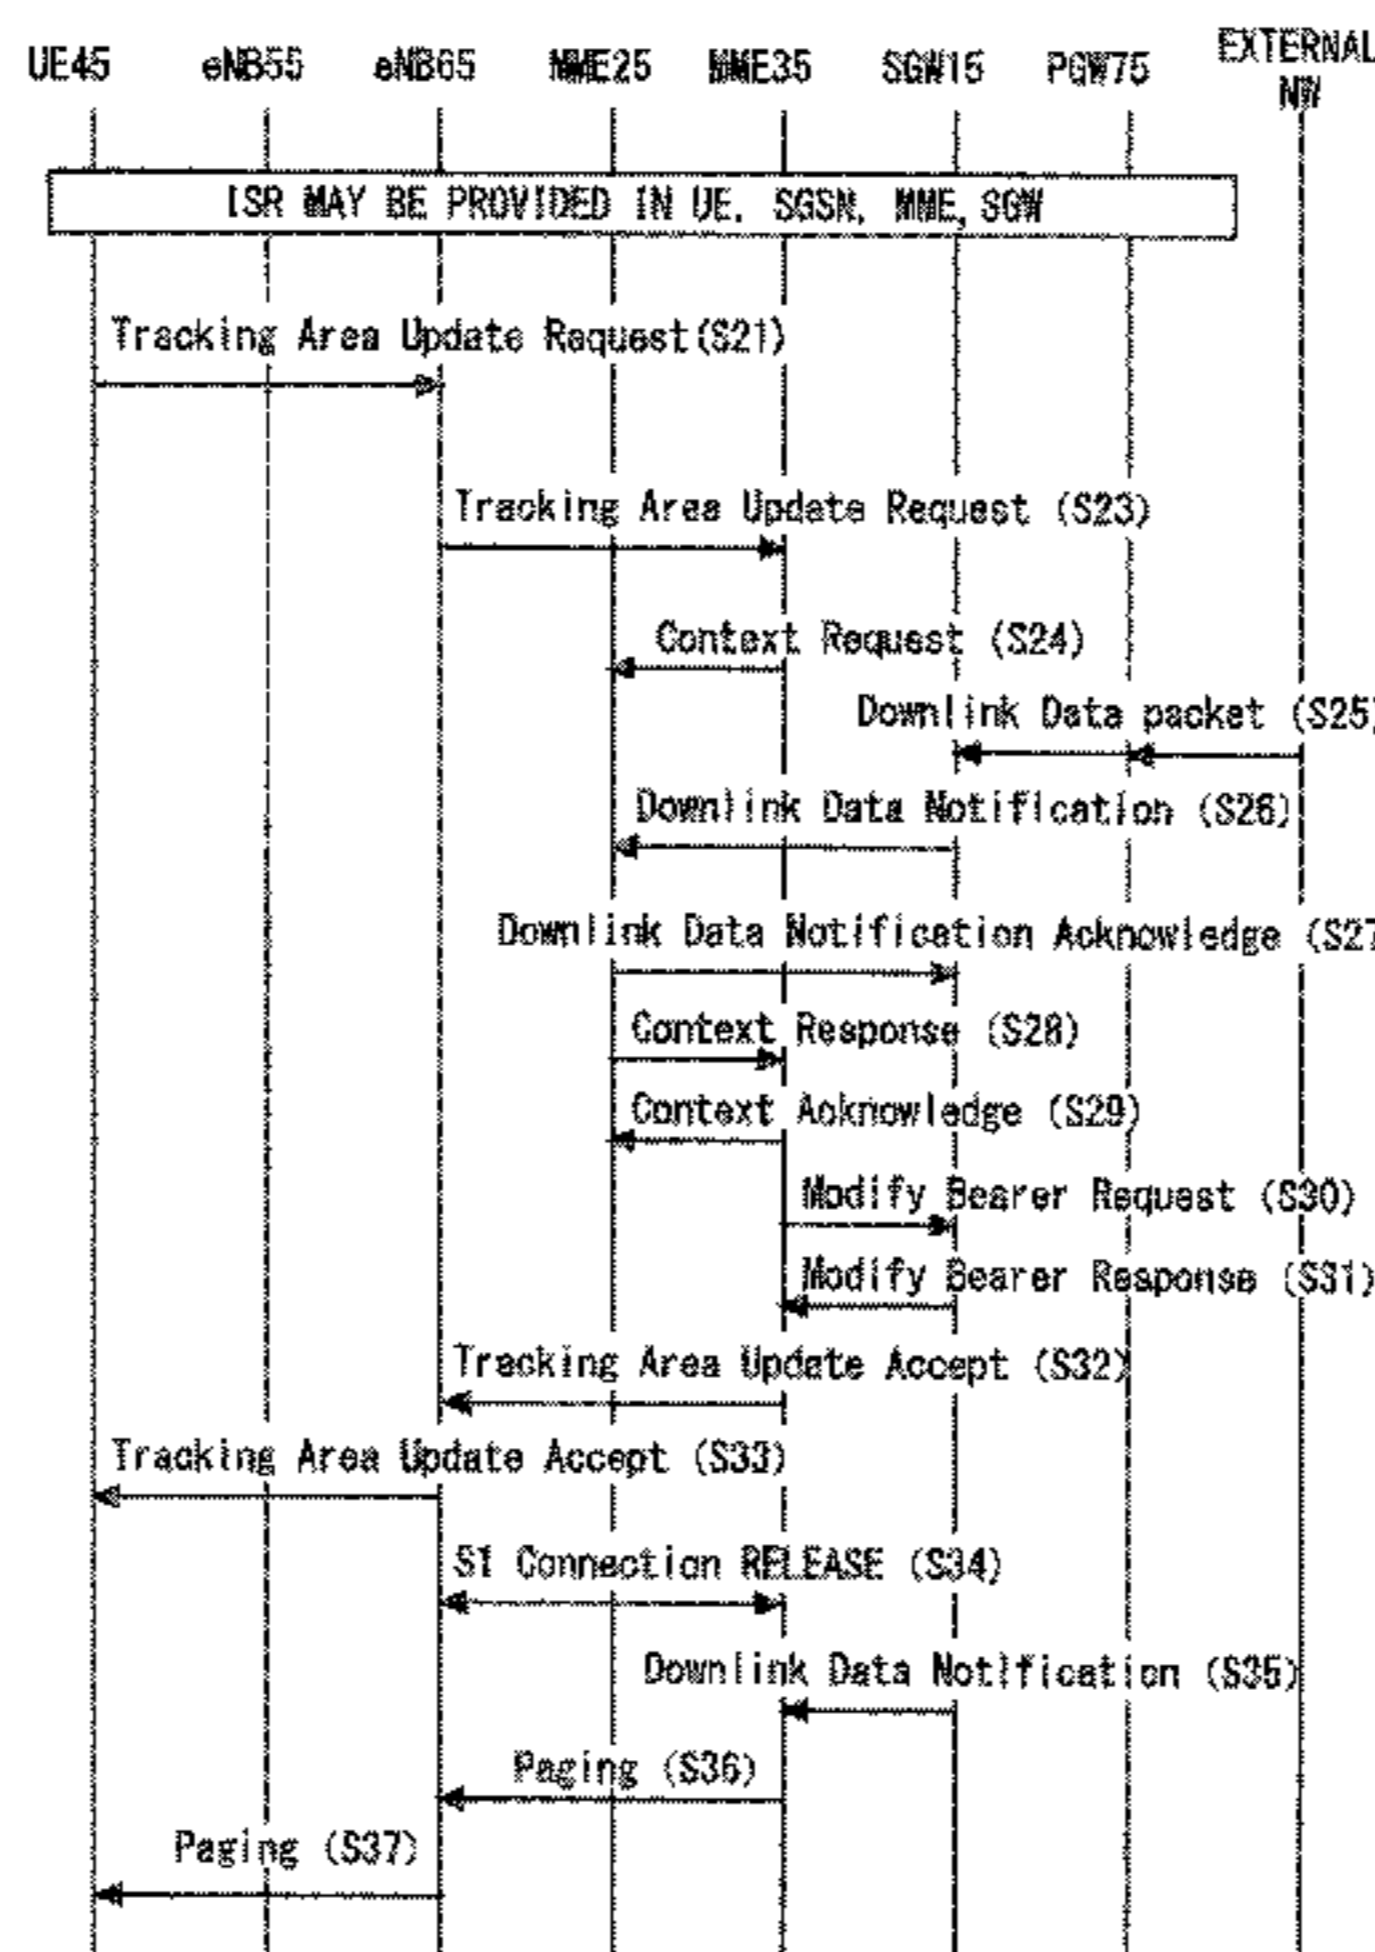 UE45 eNB55 eNB65 MME25 MME35 SGW15 PGW75 EXTERNAL NW
ISR MAY BE PROVIDED IN UE, SGSN, MME, SGW
Tracking Area Update Request(S21)
Tracking Area Update Request (S23)
Context Request (S24)
Downlink Data packet (S25)
Downlink Data Notification (S26)
Downlink Data Notification Acknowledge (S27
Context Response (S28)
Context Acknowledge (S29)
Modify Bearer Request (S30)
Modify Bearer Response (S31)
Tracking Area Update Accept (S32)
Tracking Area Update Accept (S33)
S1 Connection RELEASE (S34)
Downlink Data Notification (S35)
Paging (S36)
Paging (S37)